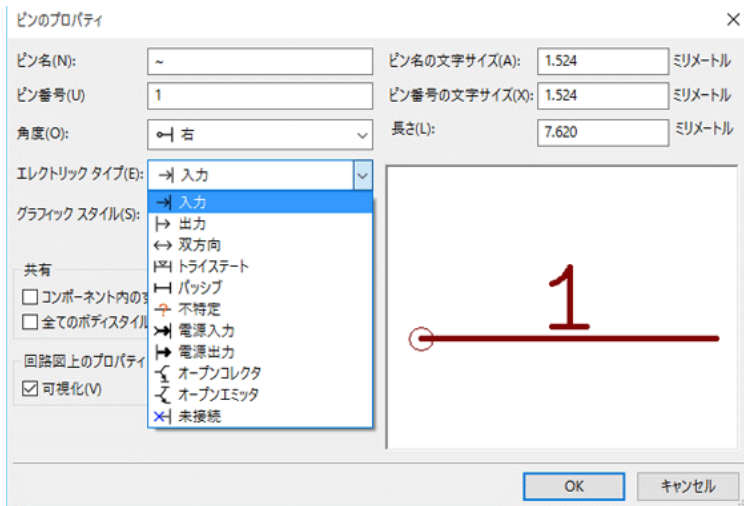 ピンのプロパティ
ピン名(N):
~
ピン番号(U)
1
角度(O):
右
エレクトリック タイプ(E):
入力
グラフィック スタイル(S):
入力
出力
双方向
トライステート
パッシブ
不特定
電源入力
電源出力
オープンコレクタ
オープンエミッタ
未接続
共有
コンポーネント内の
全てのボディスタイル
回路図上のプロパティ
可視化(V)
ピン名の文字サイズ(A):
1.524
ミリメートル
ピン番号の文字サイズ(X):
1.524
ミリメートル
長さ(L):
7.620
ミリメートル
1
OK
キャンセル